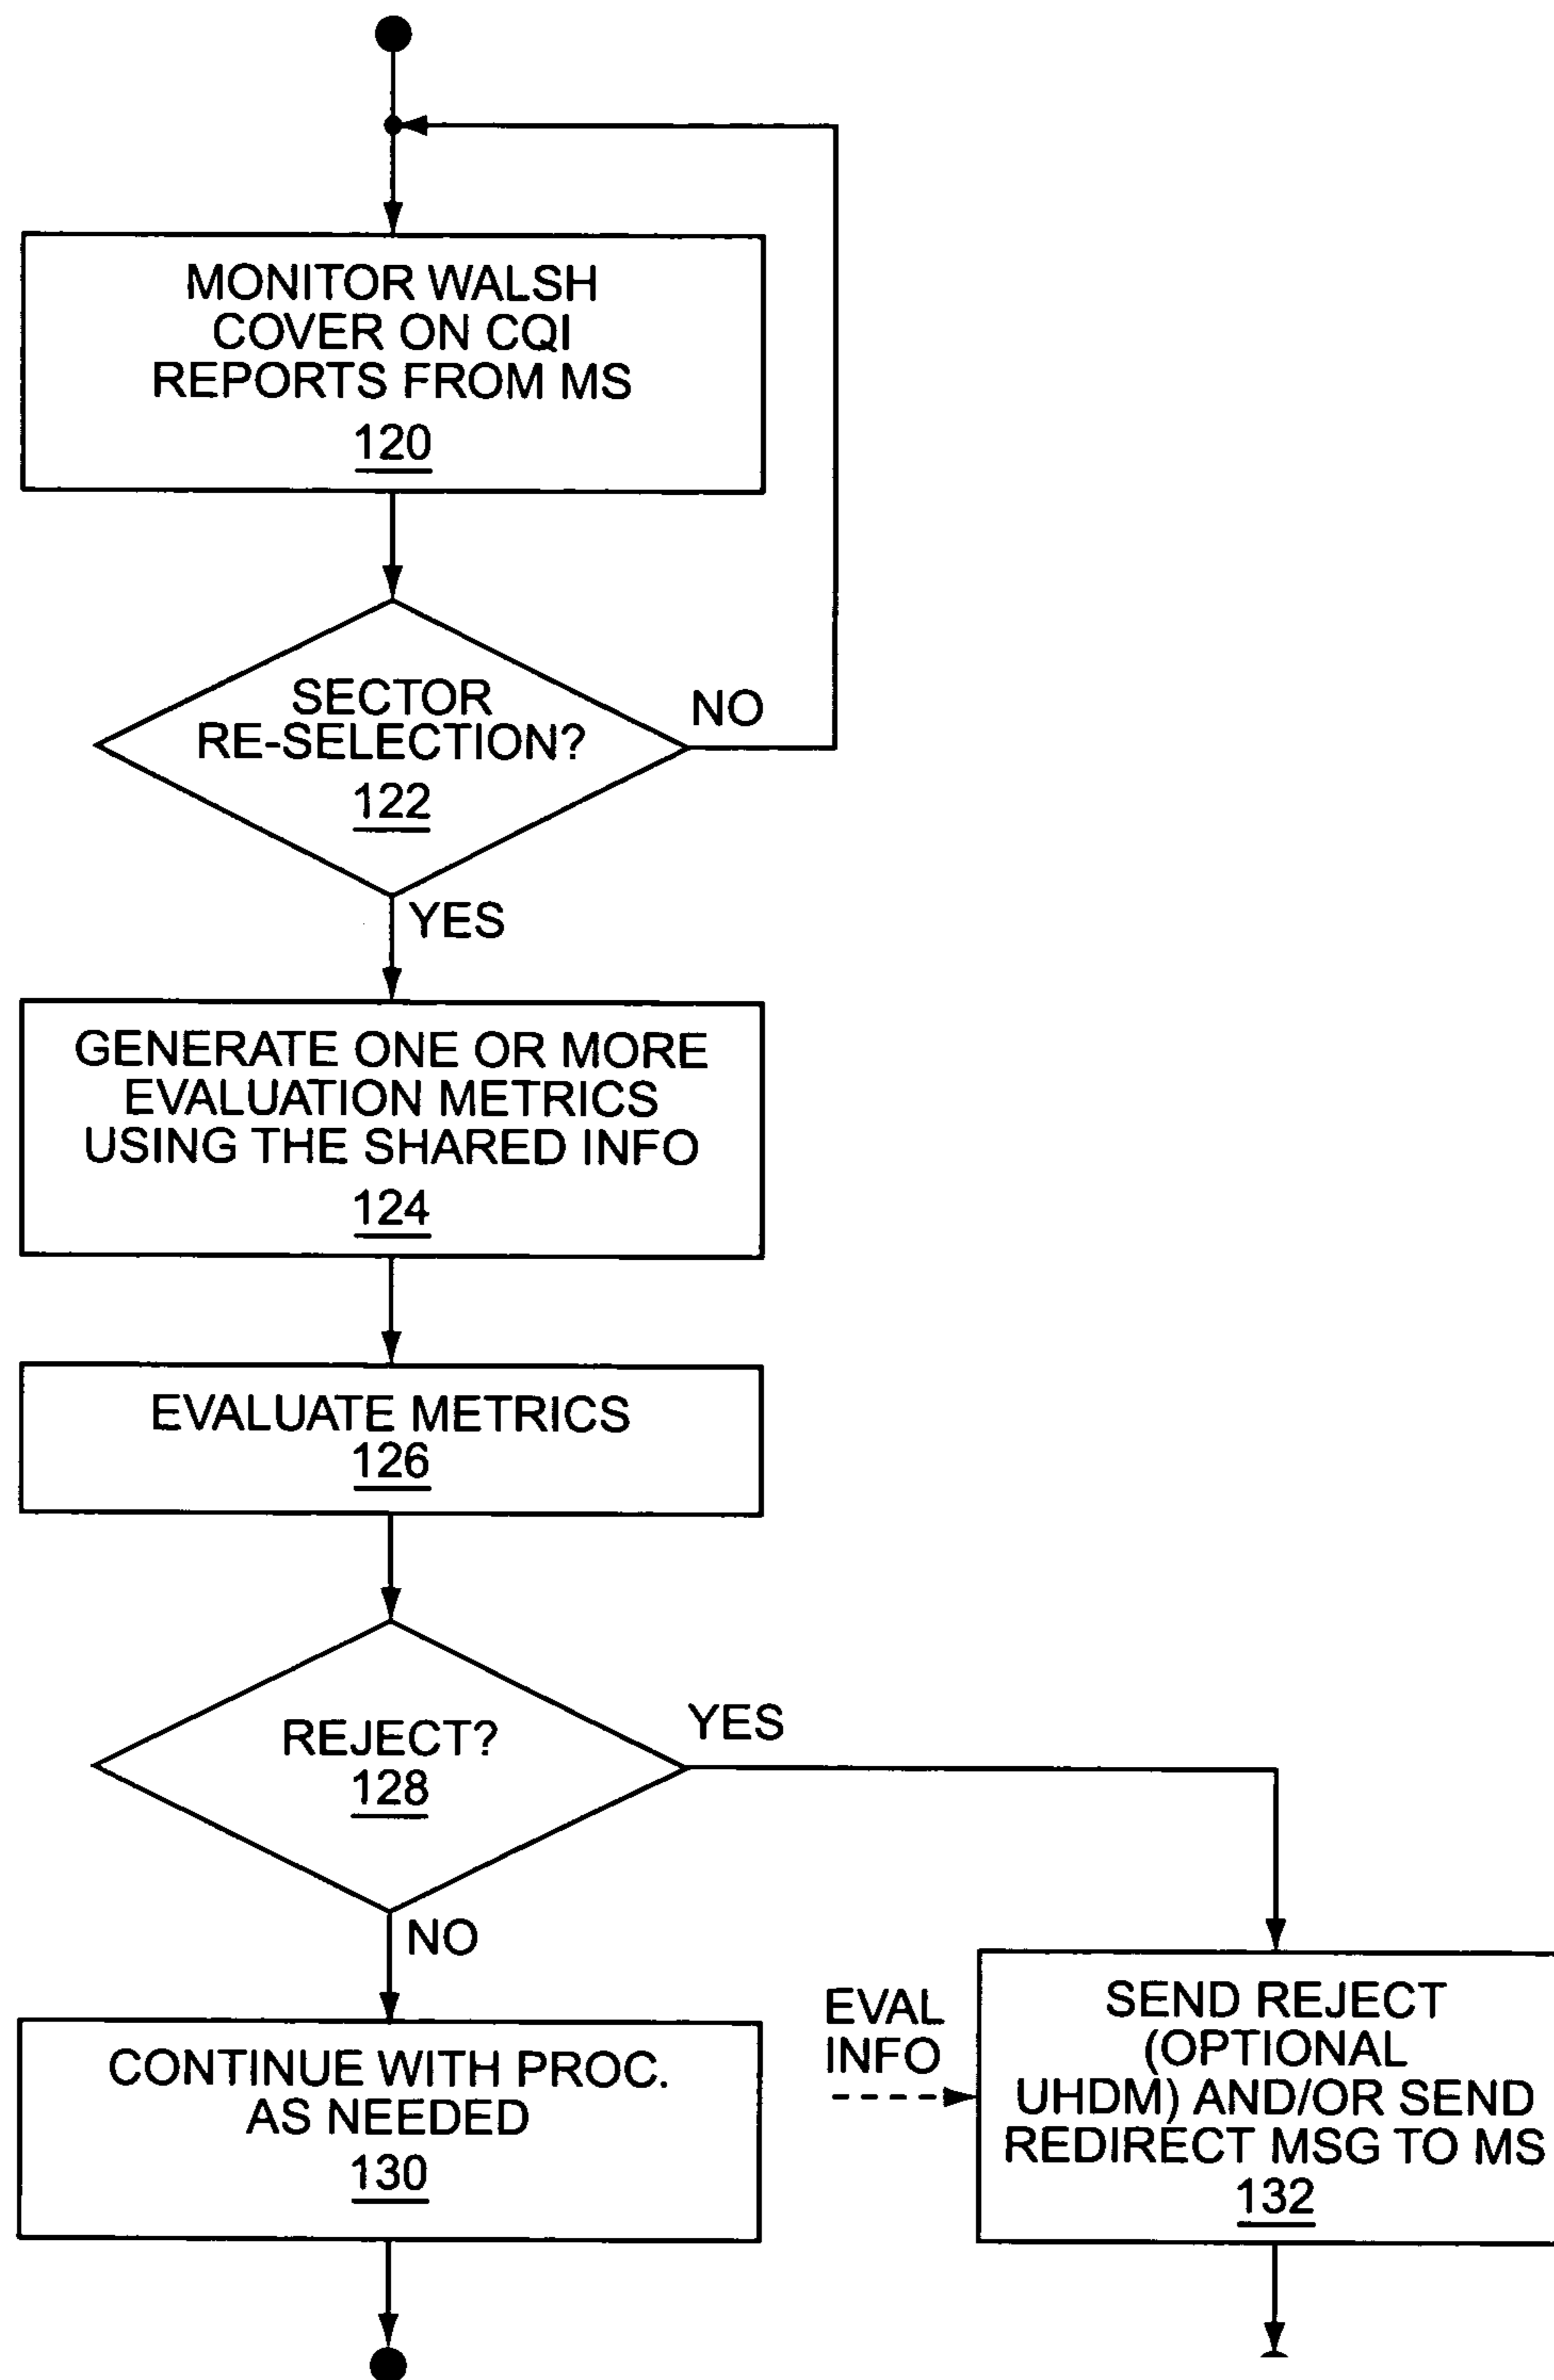 MONITOR WALSH
COVER ON CQI
REPORTS FROM MS
120
SECTOR
RE-SELECTION?
122
NO
YES
GENERATE ONE OR MORE
EVALUATION METRICS
USING THE SHARED INFO
124
EVALUATE METRICS
126
REJECT?
128
YES
NO
CONTINUE WITH PROC.
AS NEEDED
130
EVAL
INFO
SEND REJECT
(OPTIONAL
UHDM) AND/OR SEND
REDIRECT MSG TO MS
132